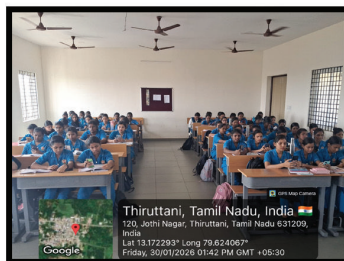 GPS Map Camera
Thiruttani, Tamil Nadu, India 🇮🇳
120, Jothi Nagar, Thiruttani, Tamil Nadu 631209,
India
Lat 13.172293° Long 79.624067°
Friday, 30/01/2026 01:42 PM GMT +05:30
Google